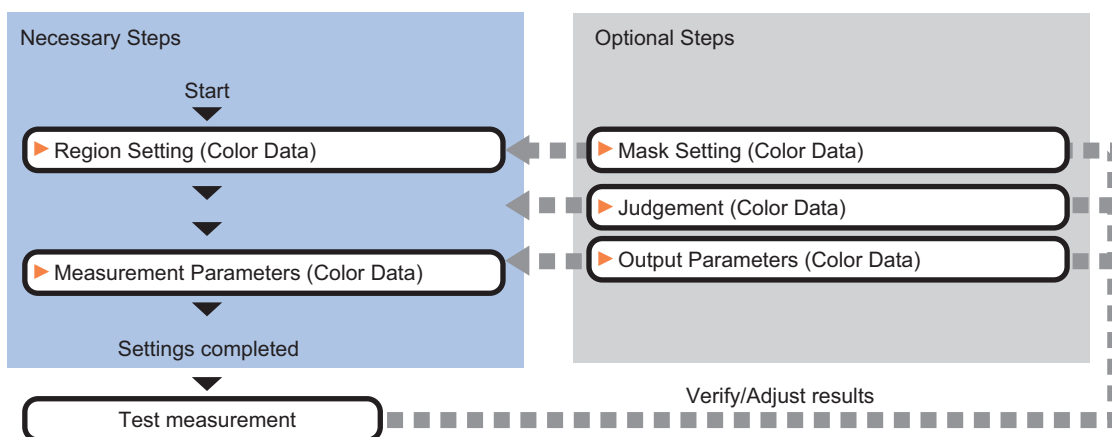 Necessary Steps
Start
Region Setting (Color Data)
Measurement Parameters (Color Data)
Settings completed
Test measurement
Optional Steps
Mask Setting (Color Data)
Judgement (Color Data)
Output Parameters (Color Data)
Verify/Adjust results